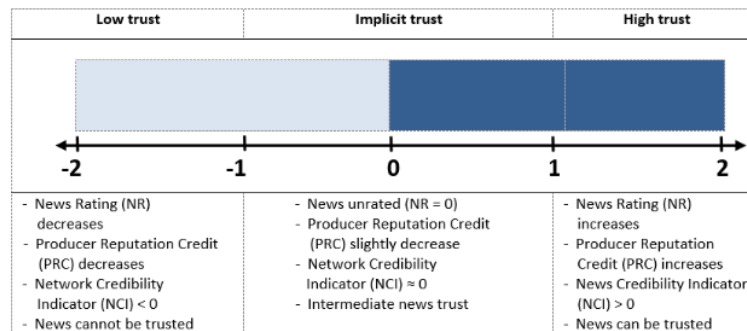 Low trust
Implicit trust
High trust
-2
-1
0
1
2
- News Rating (NR)
decreases
- Producer Reputation Credit
(PRC) decreases
- Network Credibility
Indicator (NCI) < 0
- News cannot be trusted
- News unrated (NR = 0)
- Producer Reputation Credit
(PRC) slightly decrease
- Network Credibility
Indicator (NCI) ≈ 0
- Intermediate news trust
- News Rating (NR)
increases
- Producer Reputation
Credit (PRC) increases
- News Credibility Indicator
(NCI) > 0
- News can be trusted